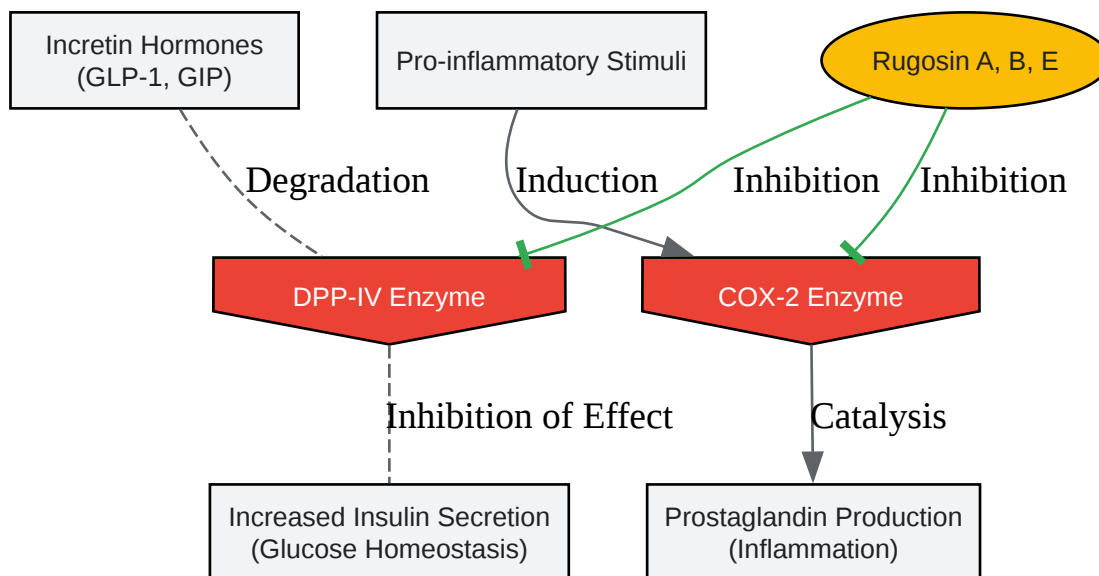 Incretin Hormones
(GLP-1, GIP)
Pro-inflammatory Stimuli
Rugosin A, B, E
Degradation
Induction
Inhibition
Inhibition
DPP-IV Enzyme
COX-2 Enzyme
Inhibition of Effect
Catalysis
Increased Insulin Secretion
(Glucose Homeostasis)
Prostaglandin Production
(Inflammation)